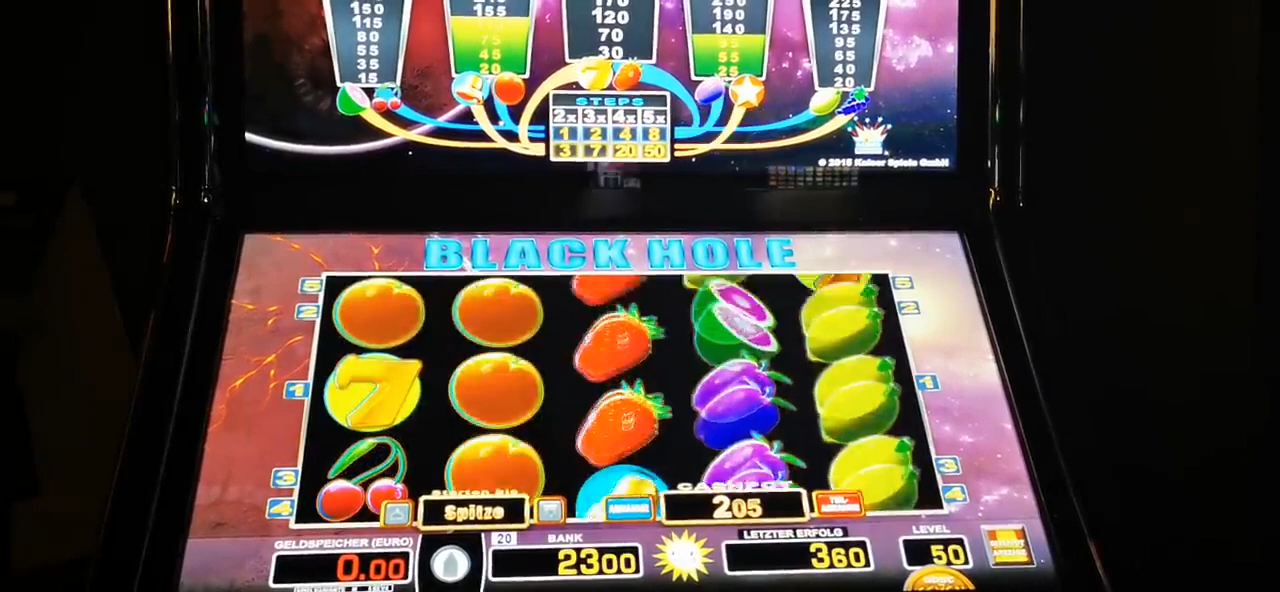 150 155 170 190 225
115 120 140 175
80 75 70 95 135
55 45 30 55 95
35 20 25 65
15 40
20
STEPS
2x 3x 4x 5x
1 2 4 8
3 7 20 50
© 2015 Kaiser Spiele GmbH
BLACK HOLE
5 5
2 2
7
1 1
3 3
4 4
CASHPOT
Spitze
205
GELDSPEICHER (EURO)
0.00
20 BANK
2300
LETZTER ERFOLG
360
LEVEL
50